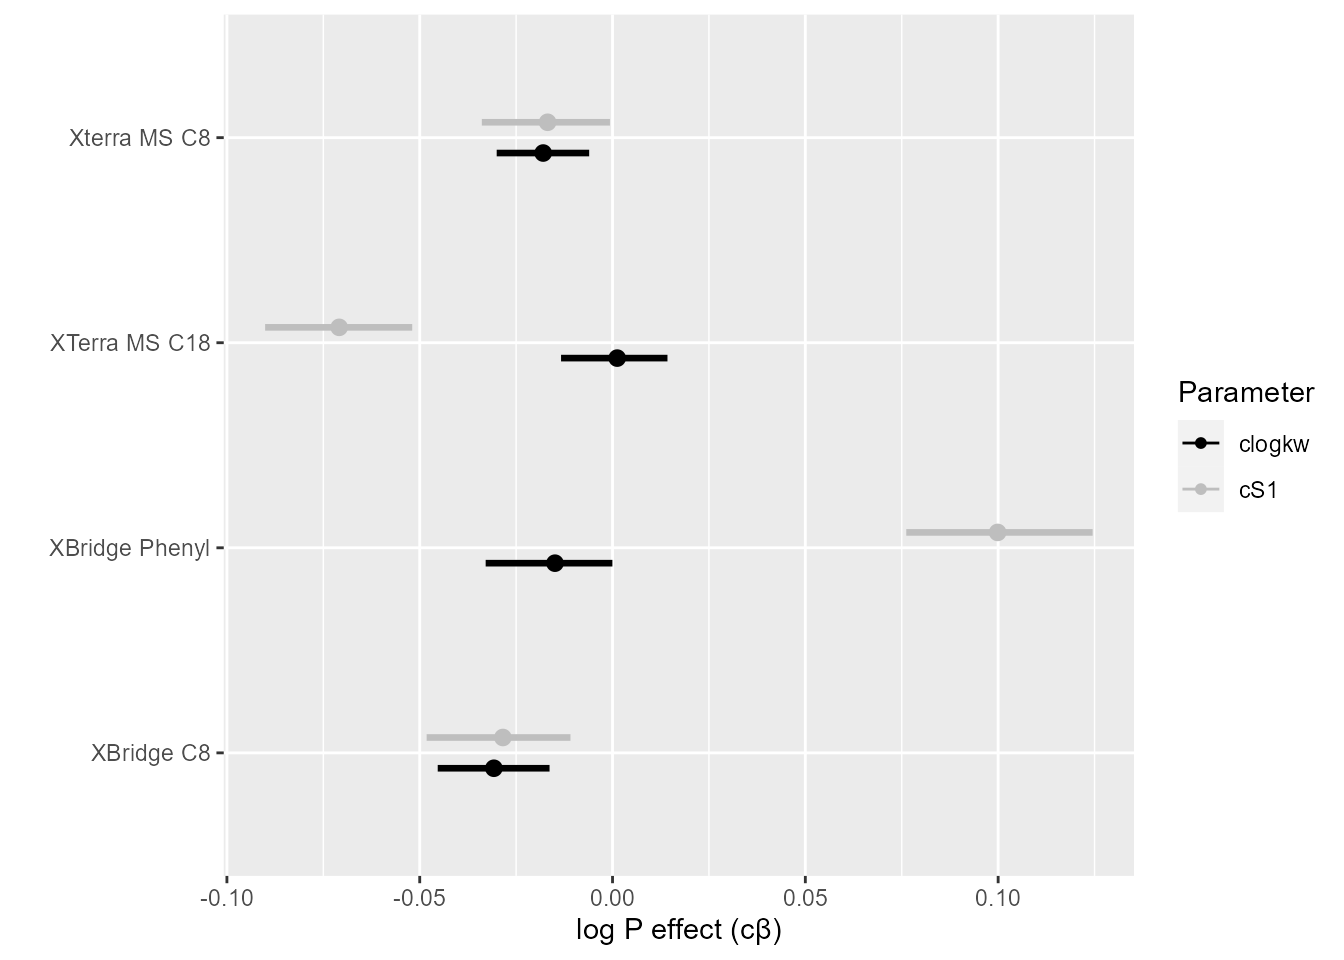 Xterra MS C8
XTerra MS C18
XBridge Phenyl
XBridge C8
-0.10
-0.05
0.00
0.05
0.10
log P effect (cβ)
Parameter
clogkw
cS1